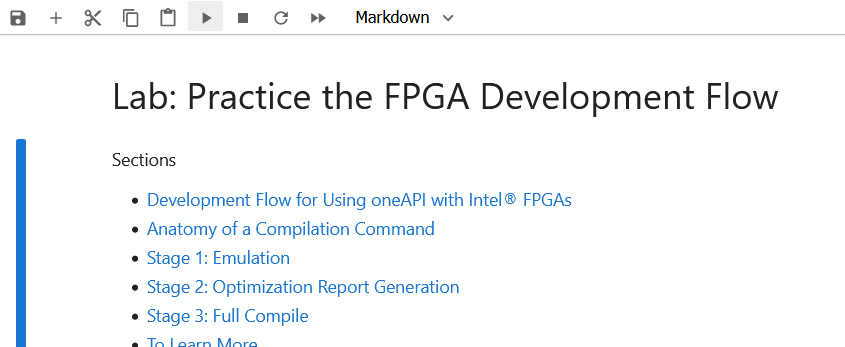 Markdown
Lab: Practice the FPGA Development Flow
Sections
Development Flow for Using oneAPI with Intel® FPGAs
Anatomy of a Compilation Command
Stage 1: Emulation
Stage 2: Optimization Report Generation
Stage 3: Full Compile
To Learn More